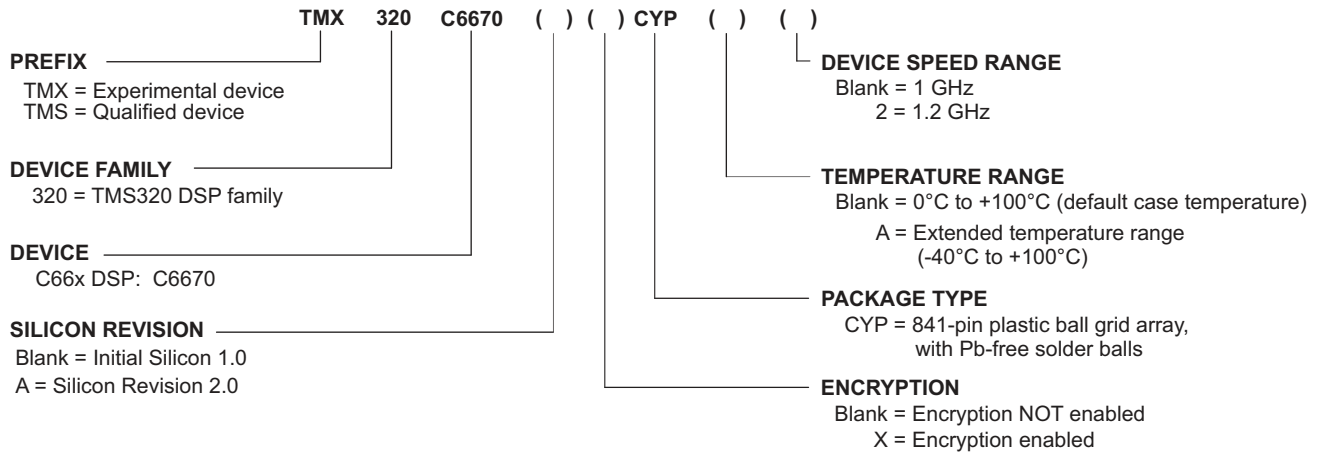 TMX 320 C6670 ( ) ( ) CYP ( ) ( )
PREFIX
TMX = Experimental device
TMS = Qualified device
DEVICE FAMILY
320 = TMS320 DSP family
DEVICE
C66x DSP: C6670
SILICON REVISION
Blank = Initial Silicon 1.0
A = Silicon Revision 2.0
DEVICE SPEED RANGE
Blank = 1 GHz
2 = 1.2 GHz
TEMPERATURE RANGE
Blank = 0°C to +100°C (default case temperature)
A = Extended temperature range
(-40°C to +100°C)
PACKAGE TYPE
CYP = 841-pin plastic ball grid array,
with Pb-free solder balls
ENCRYPTION
Blank = Encryption NOT enabled
X = Encryption enabled